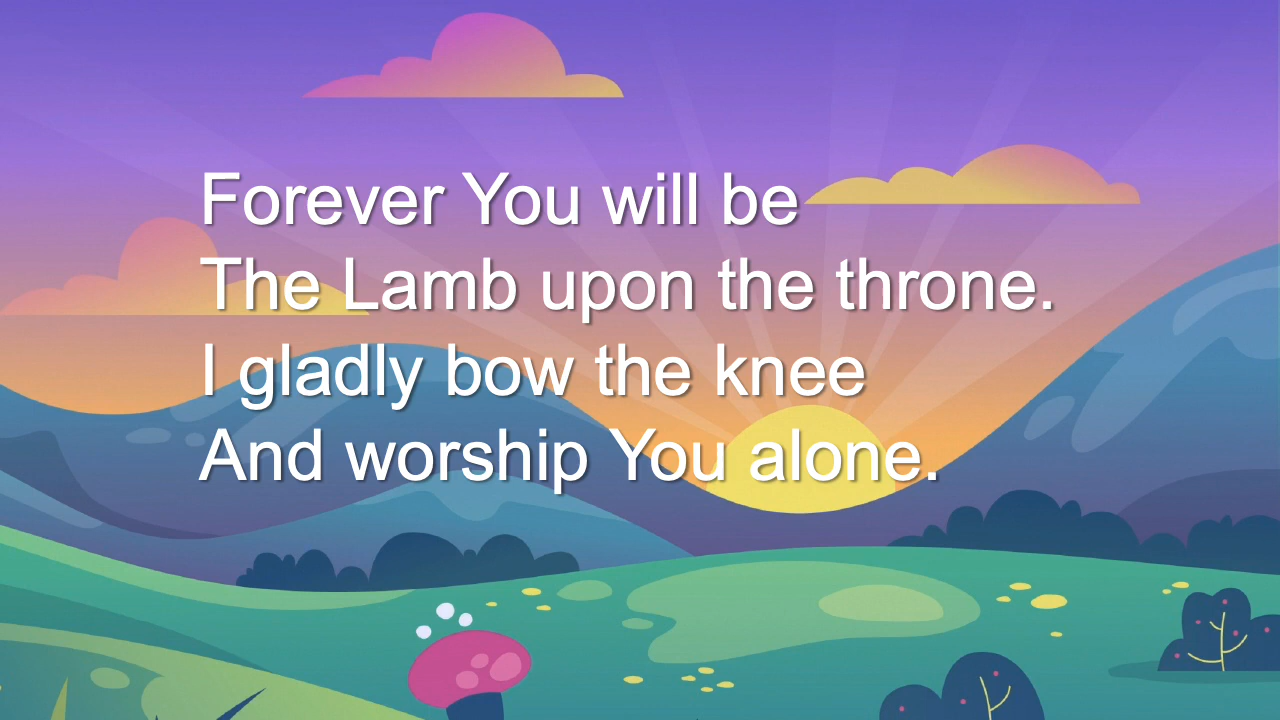 Forever You will be
The Lamb upon the throne.
I gladly bow the knee
And worship You alone.